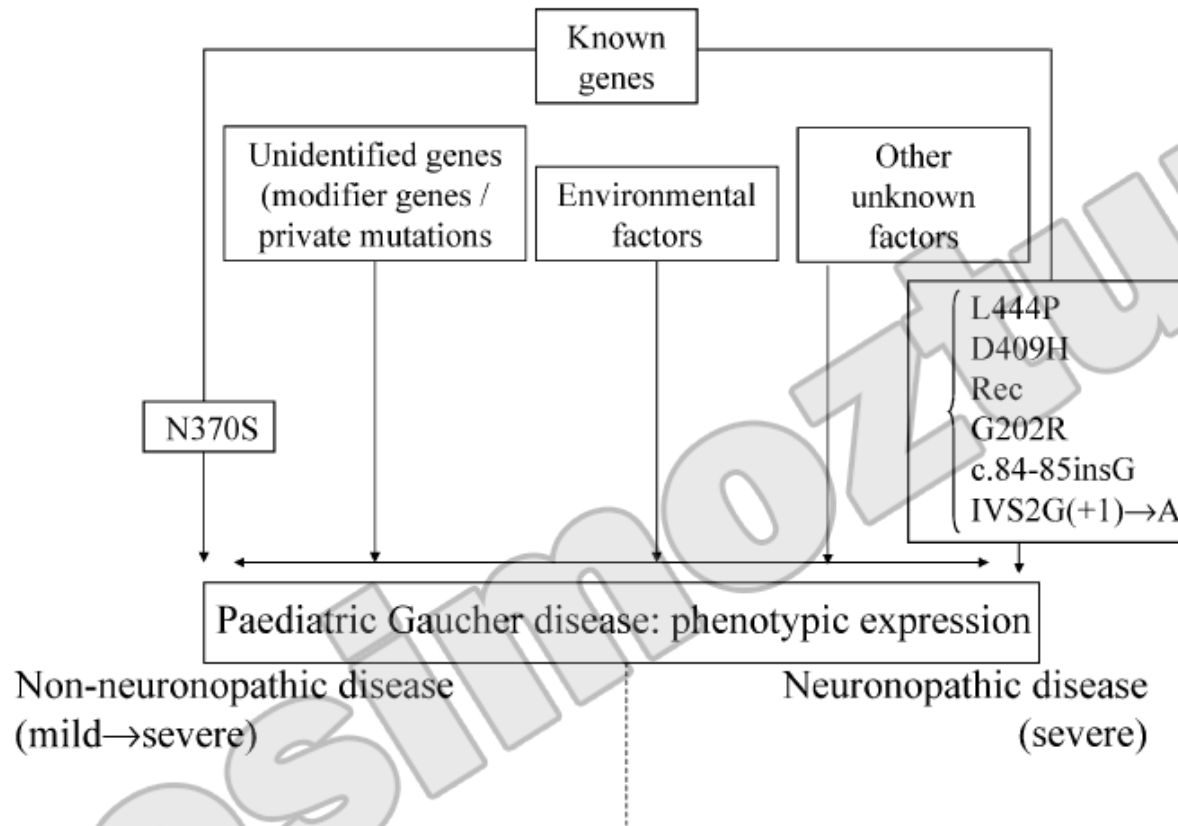 Known
genes
Unidentified genes
(modifier genes /
private mutations
Environmental
factors
Other
unknown
factors
L444P
D409H
Rec
G202R
c.84-85insG
IVS2G(+1)→A
N370S
Paediatric Gaucher disease: phenotypic expression
Non-neuronopathic disease
(mild→severe)
Neuronopathic disease
(severe)